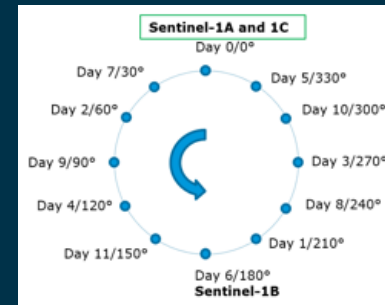 Sentinel-1A and 1C
Day 0/0°
Day 7/30°
Day 5/330°
Day 2/60°
Day 10/300°
Day 9/90°
Day 3/270°
Day 4/120°
Day 8/240°
Day 11/150°
Day 1/210°
Day 6/180°
Sentinel-1B